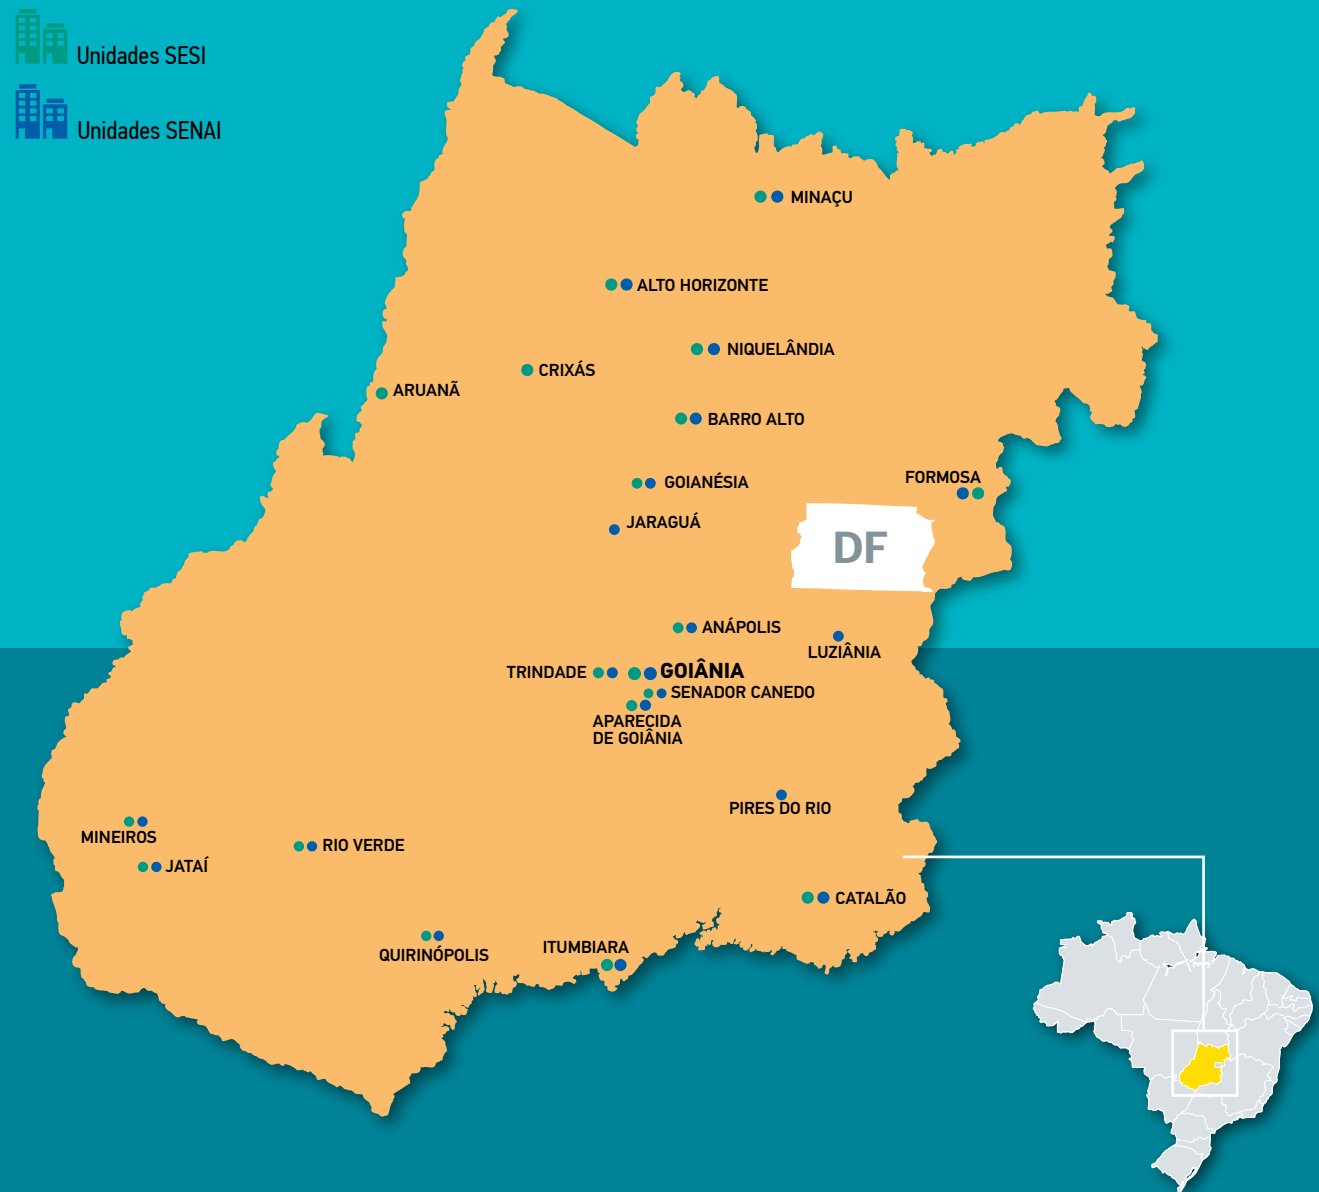 Unidades SESI
Unidades SENAI
MINAÇU
ALTO HORIZONTE
NIQUELÂNDIA
CRIXÁS
ARUANÃ
BARRO ALTO
FORMOSA
GOIANÉSIA
JARAGUÁ
DF
ANÁPOLIS
LUZIÂNIA
TRINDADE
GOIÂNIA
SENADOR CANEDO
APARECIDA
DE GOIÂNIA
PIRES DO RIO
MINEIROS
RIO VERDE
JATAÍ
CATALÃO
QUIRINÓPOLIS
ITUMBIARA